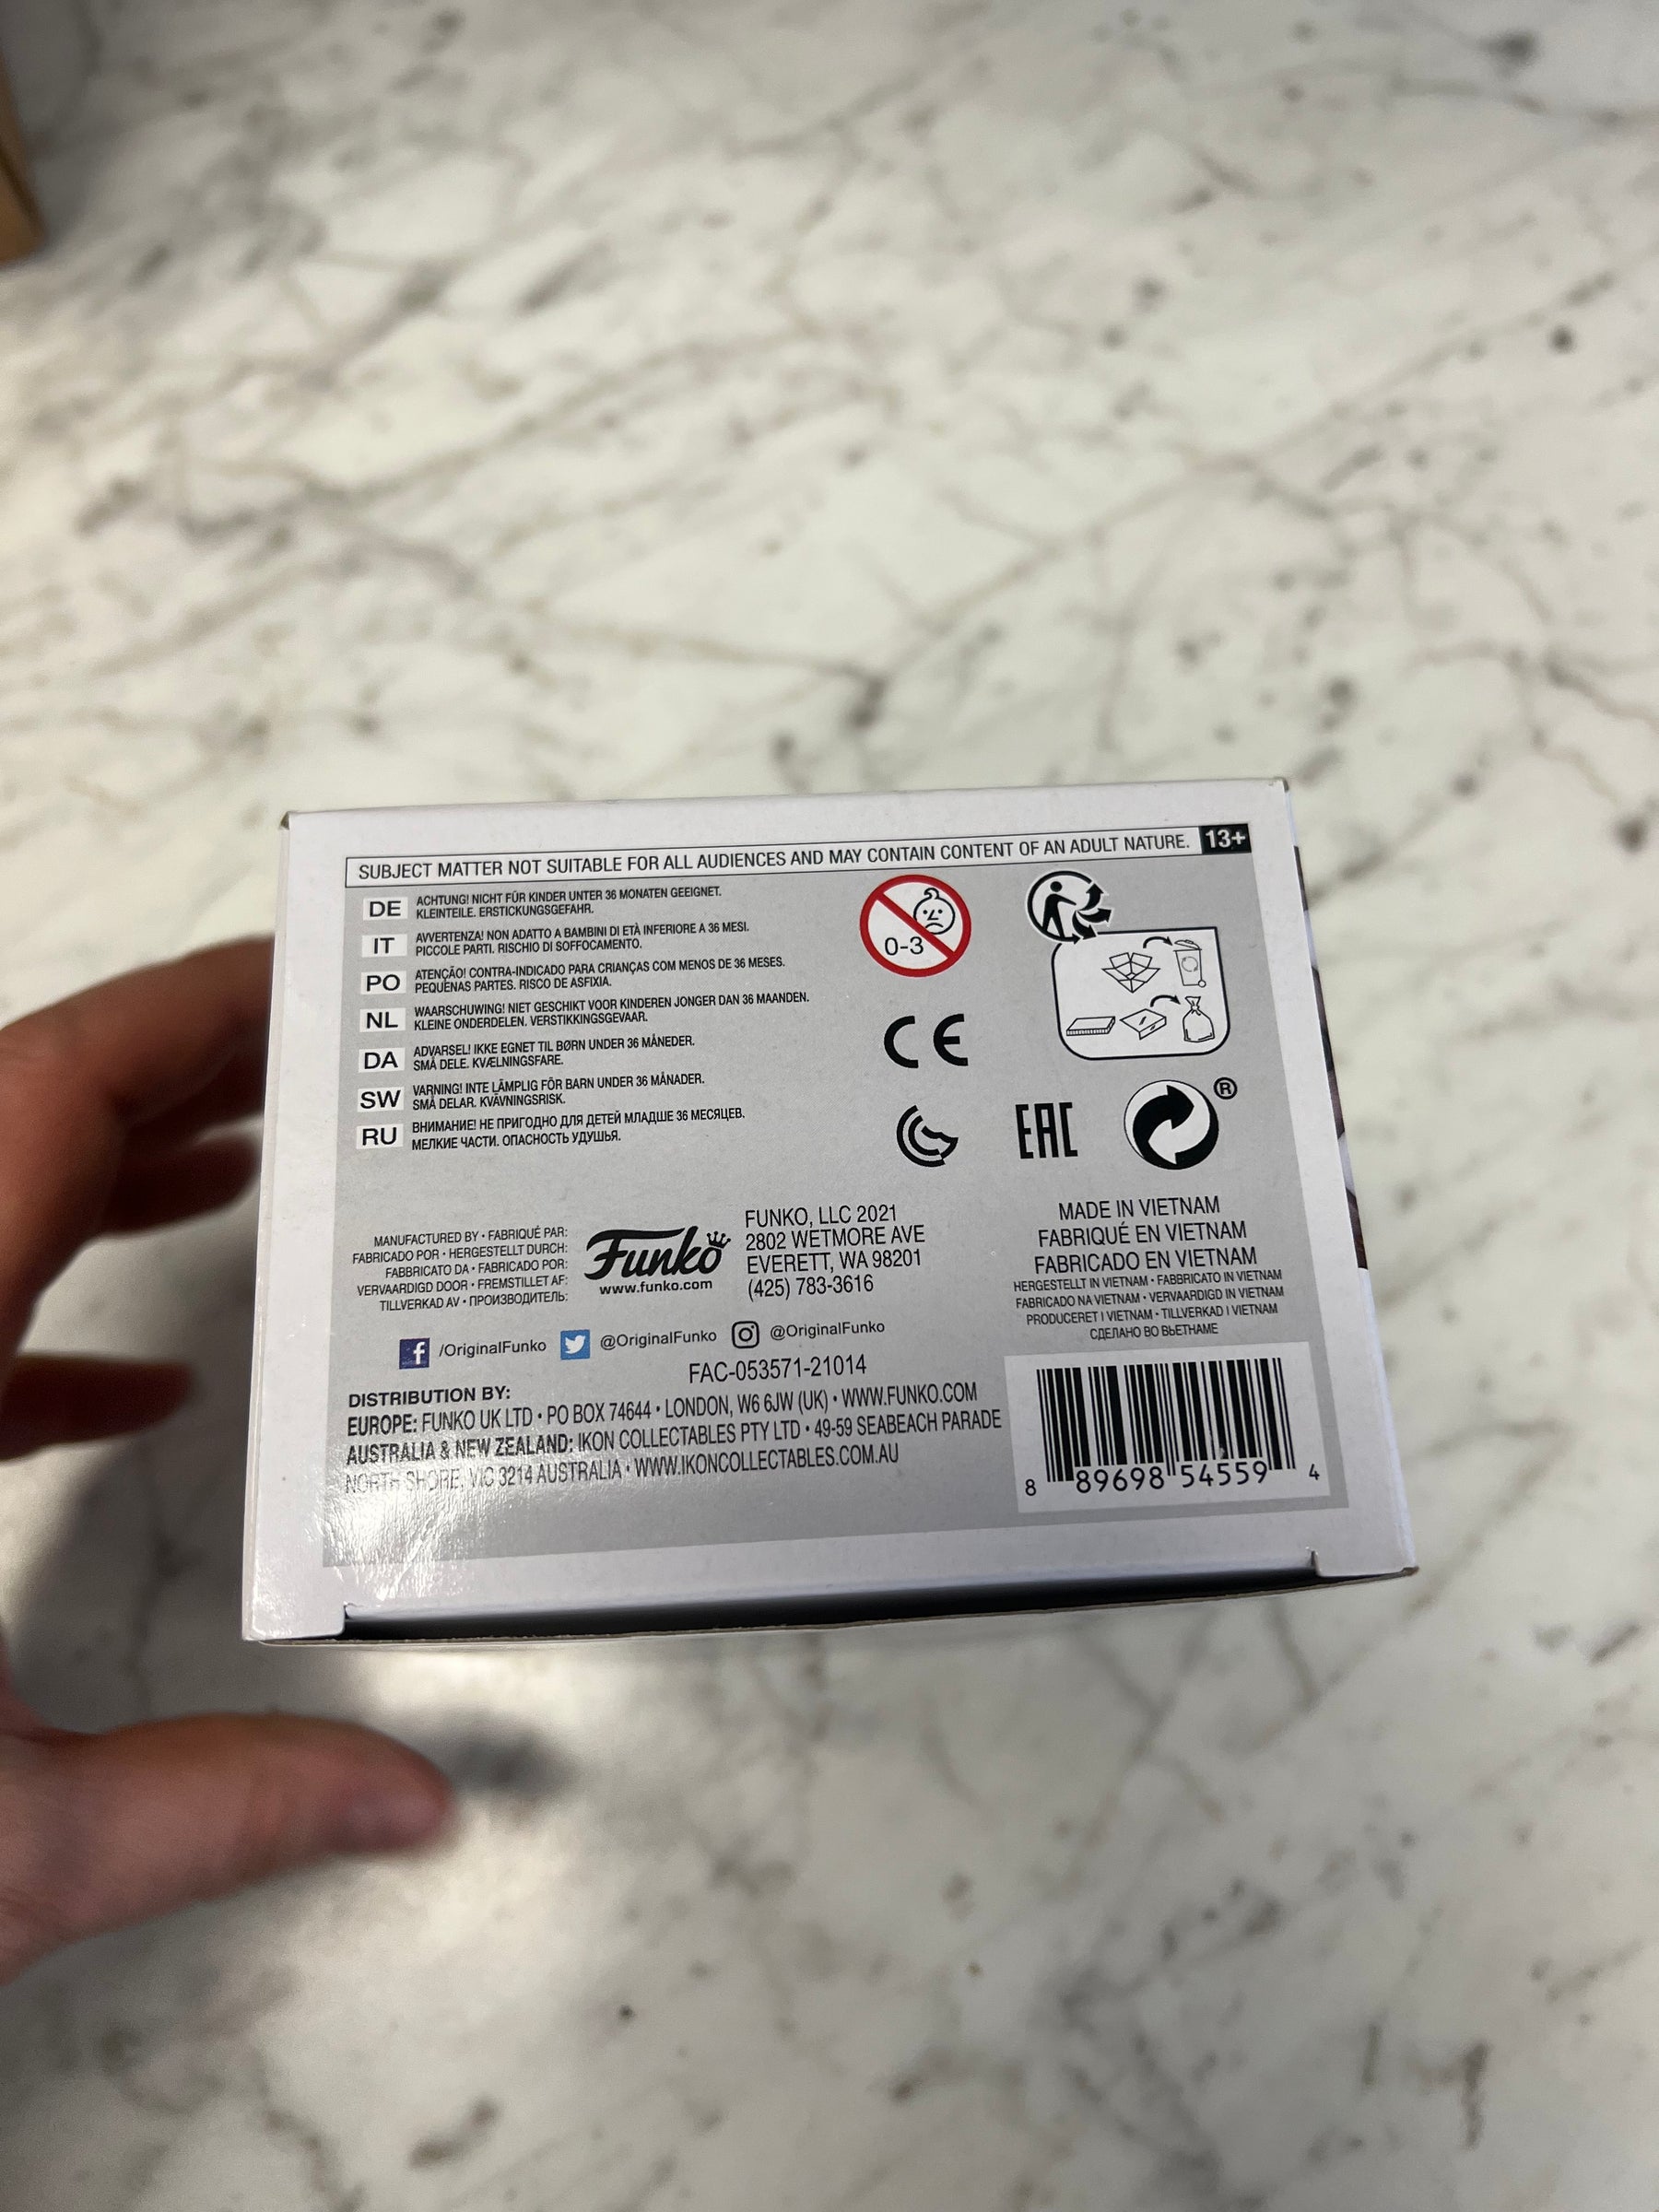 SUBJECT MATTER NOT SUITABLE FOR ALL AUDIENCES AND MAY CONTAIN CONTENT OF AN ADULT NATURE. 13+
DE ACHTUNG! NICHT FÜR KINDER UNTER 36 MONATEN GEEIGNET.
KLEINTEILE. ERSTICKUNGSGEFAHR.
IT AVVERTENZA! NON ADATTO A BAMBINI DI ETÀ INFERIORE A 36 MESI.
PICCOLE PARTI. RISCHIO DI SOFFOCAMENTO.
PO ATENÇÃO! CONTRA-INDICADO PARA CRIANÇAS COM MENOS DE 36 MESES.
PEQUENAS PARTES. RISCO DE ASFIXIA.
NL WAARSCHUWING! NIET GESCHIKT VOOR KINDEREN JONGER DAN 36 MAANDEN.
KLEINE ONDERDELEN. VERSTIKKINGSGEVAAR.
DA ADVARSEL! IKKE EGNET TIL BØRN UNDER 36 MÅNEDER.
SMÅ DELE. KVÆLNINGSFARE.
SW VARNING! INTE LÄMPLIG FÖR BARN UNDER 36 MÅNADER.
SMÅ DELAR. KVÄVNINGSRISK.
RU ВНИМАНИЕ! НЕ ПРИГОДНО ДЛЯ ДЕТЕЙ МЛАДШЕ 36 МЕСЯЦЕВ.
МЕЛКИЕ ЧАСТИ. ОПАСНОСТЬ УДУШЬЯ.
0-3
CE
EAC
®
MANUFACTURED BY • FABRIQUÉ PAR:
FABRICADO POR • HERGESTELLT DURCH:
FABBRICATO DA • FABRICADO POR:
VERVAARDIGD DOOR • FREMSTILLET AF:
TILLVERKAD AV • ПРОИЗВОДИТЕЛЬ:
Funko
www.funko.com
FUNKO, LLC 2021
2802 WETMORE AVE
EVERETT, WA 98201
(425) 783-3616
MADE IN VIETNAM
FABRIQUÉ EN VIETNAM
FABRICADO EN VIETNAM
HERGESTELLT IN VIETNAM • FABBRICATO IN VIETNAM
FABRICADO NA VIETNAM • VERVAARDIGD IN VIETNAM
PRODUCERET I VIETNAM • TILLVERKAD I VIETNAM
СДЕЛАНО ВО ВЬЕТНАМЕ
/OriginalFunko @OriginalFunko @OriginalFunko
FAC-053571-21014
DISTRIBUTION BY:
EUROPE: FUNKO UK LTD • PO BOX 74644 • LONDON, W6 6JW (UK) • WWW.FUNKO.COM
AUSTRALIA & NEW ZEALAND: IKON COLLECTABLES PTY LTD • 49-59 SEABEACH PARADE
NORTH SHORE, VIC 3214 AUSTRALIA • WWW.IKONCOLLECTABLES.COM.AU
8 89698 54559 4